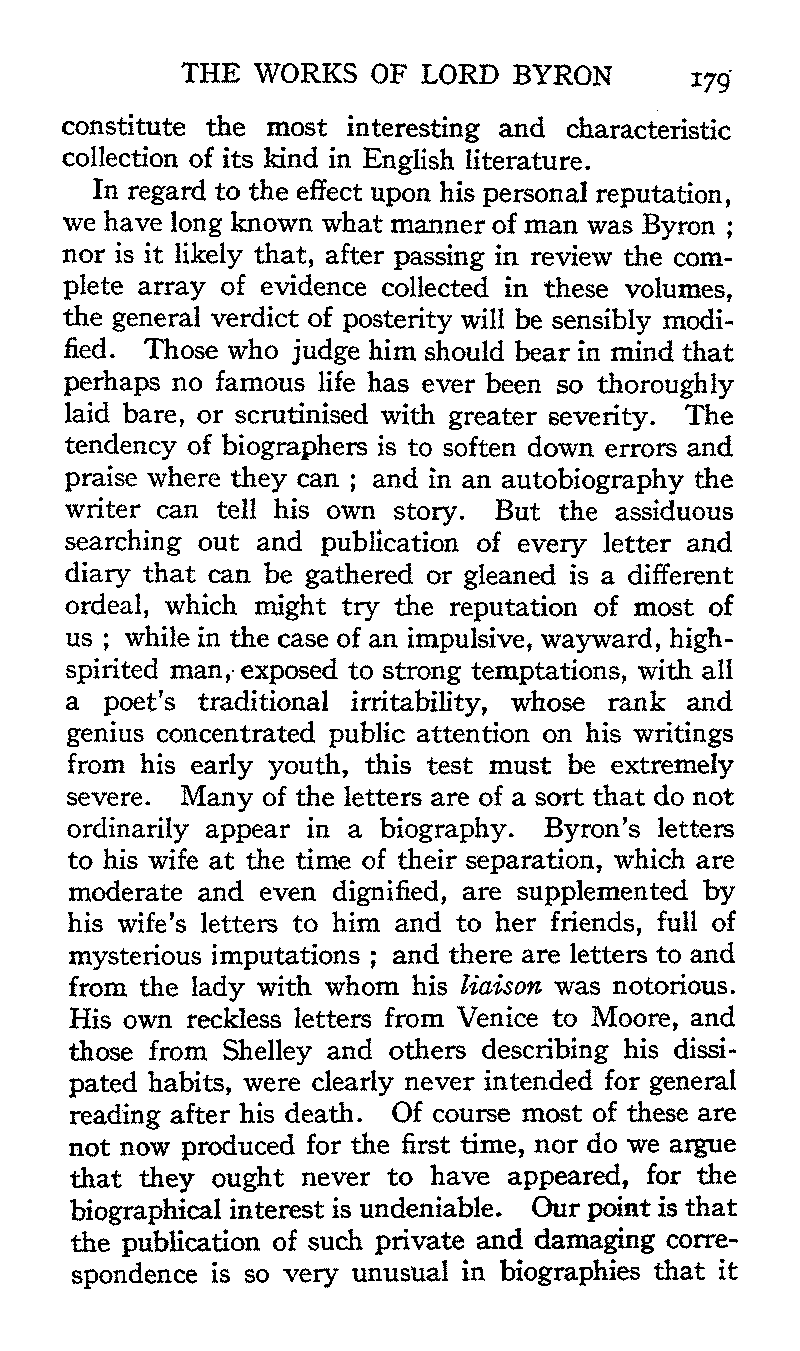 THE WORKS OF LORD BYRON 179
constitute the most interesting and characteristic
collection of its kind in English literature.
In regard to the effect upon his personal reputation,
we have long known what manner of man was Byron ;
nor is it likely that, after passing in review the com-
plete array of evidence collected in these volumes,
the general verdict of posterity will be sensibly modi-
fied. Those who judge him should bear in mind that
perhaps no famous life has ever been so thoroughly
laid bare, or scrutinised with greater severity. The
tendency of biographers is to soften down errors and
praise where they can ; and in an autobiography the
writer can tell his own story. But the assiduous
searching out and publication of every letter and
diary that can be gathered or gleaned is a different
ordeal, which might try the reputation of most of
us ; while in the case of an impulsive, wayward, high-
spirited man, exposed to strong temptations, with all
a poet's traditional irritability, whose rank and
genius concentrated public attention on his writings
from his early youth, this test must be extremely
severe. Many of the letters are of a sort that do not
ordinarily appear in a biography. Byron's letters
to his wife at the time of their separation, which are
moderate and even dignified, are supplemented by
his wife's letters to him and to her friends, full of
mysterious imputations ; and there are letters to and
from the lady with whom his liaison was notorious.
His own reckless letters from Venice to Moore, and
those from Shelley and others describing his dissi-
pated habits, were clearly never intended for general
reading after his death. Of course most of these are
not now produced for the first time, nor do we argue
that they ought never to have appeared, for the
biographical interest is undeniable. Our point is that
the publication of such private and damaging corre-
spondence is so very unusual in biographies that it